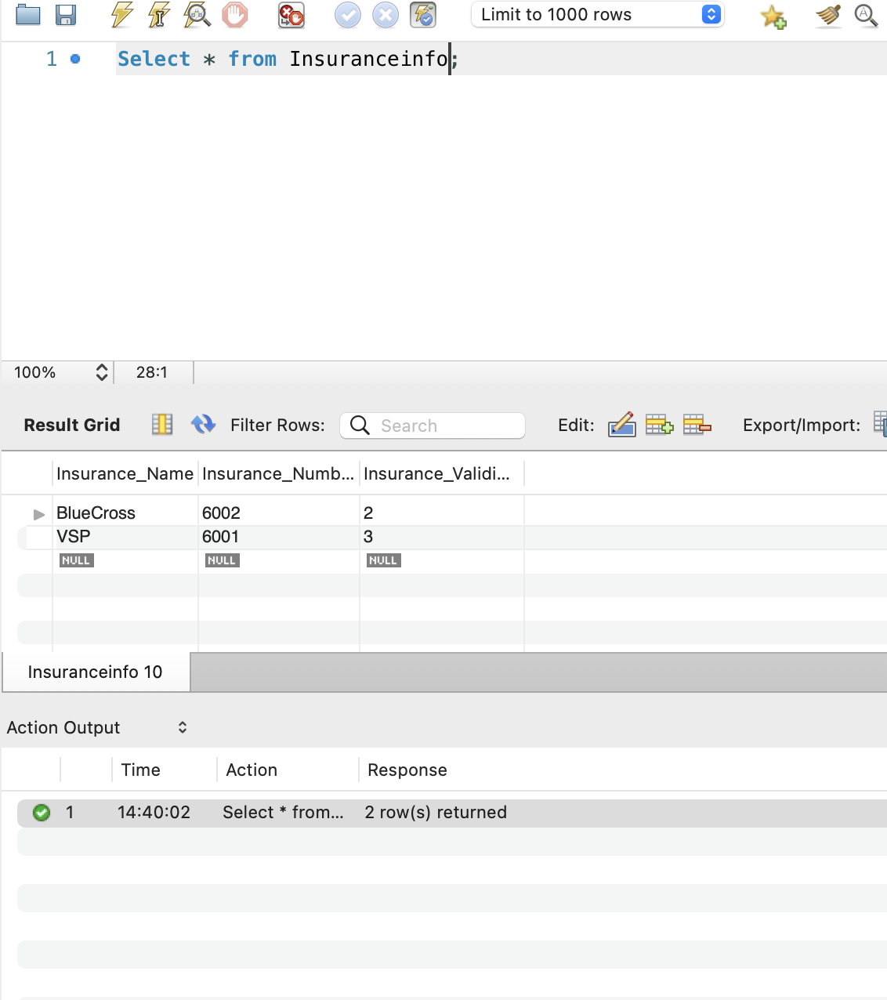 Limit to 1000 rows
1 Select * from Insuranceinfo;
100% 28:1
Result Grid Filter Rows: Search Edit: Export/Import:
Insurance_Name Insurance_Numb... Insurance_Validi...
BlueCross 6002 2
VSP 6001 3
NULL NULL NULL
Insuranceinfo 10
Action Output
Time Action Response
1 14:40:02 Select * from... 2 row(s) returned